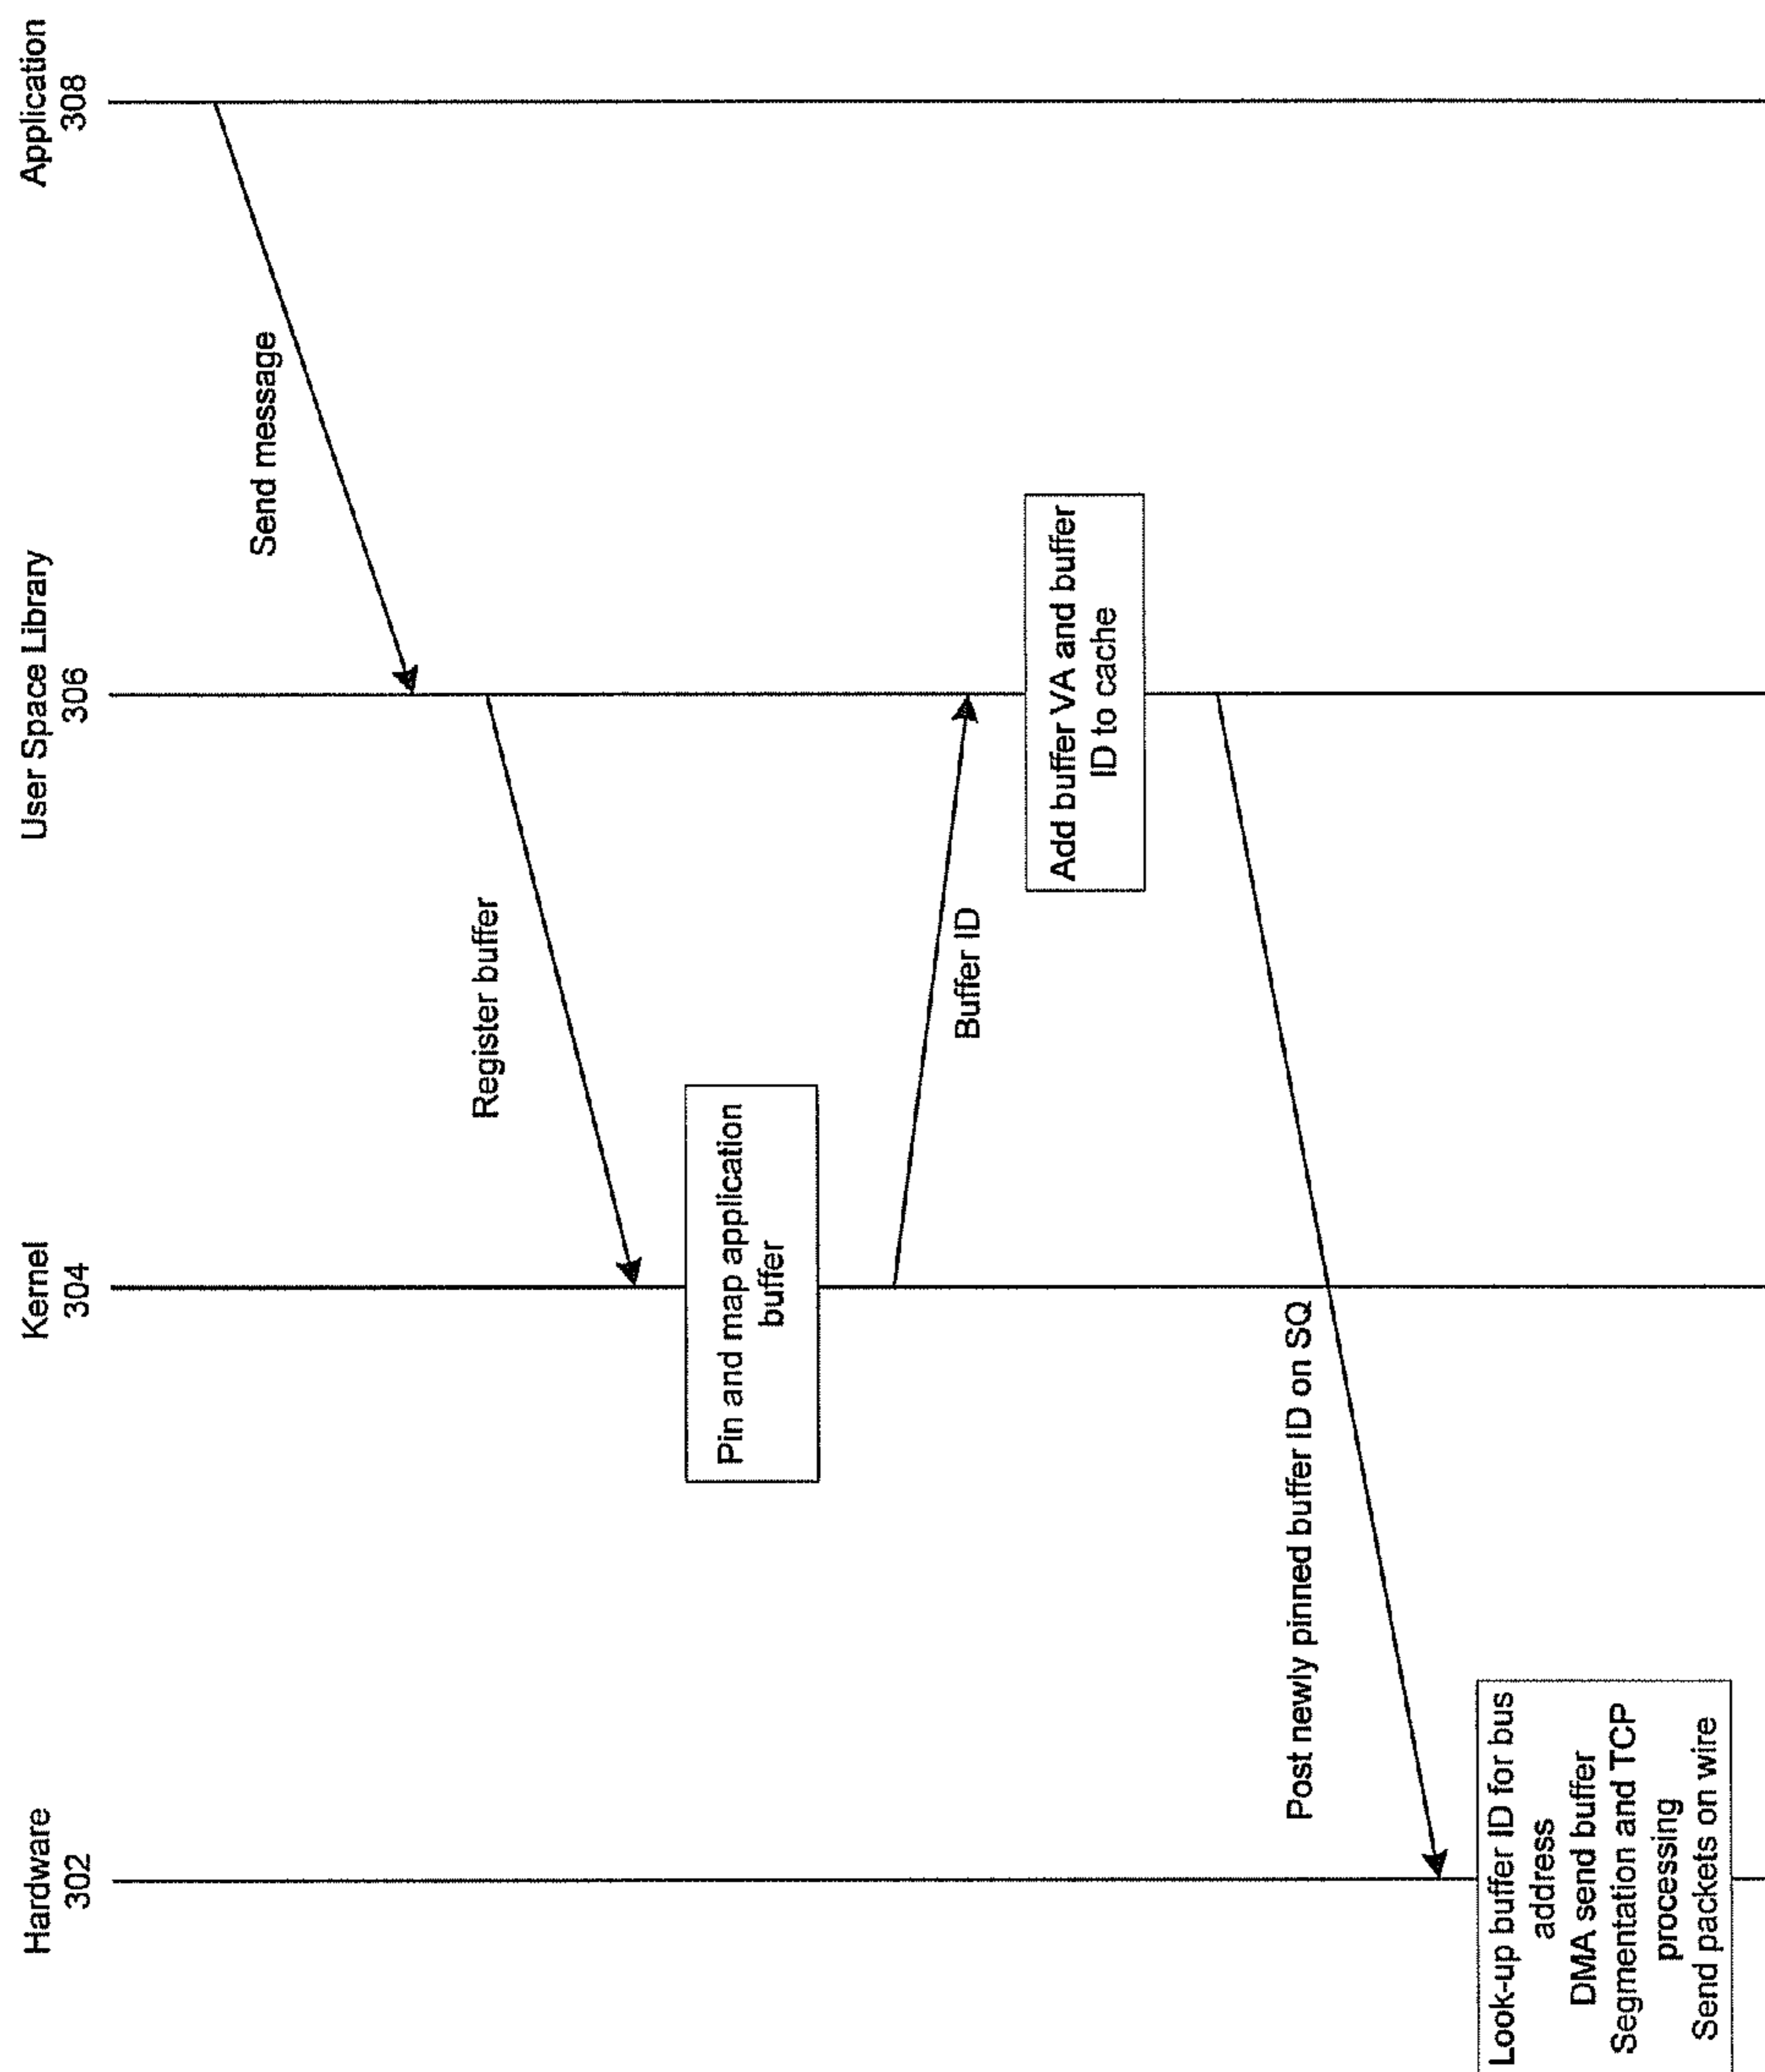 Hardware
302
Kernel
304
User Space Library
306
Application
308
Send message
Register buffer
Pin and map application
buffer
Buffer ID
Add buffer VA and buffer
ID to cache
Post newly pinned buffer ID on SQ
Look-up buffer ID for bus
address
DMA send buffer
Segmentation and TCP
processing
Send packets on wire